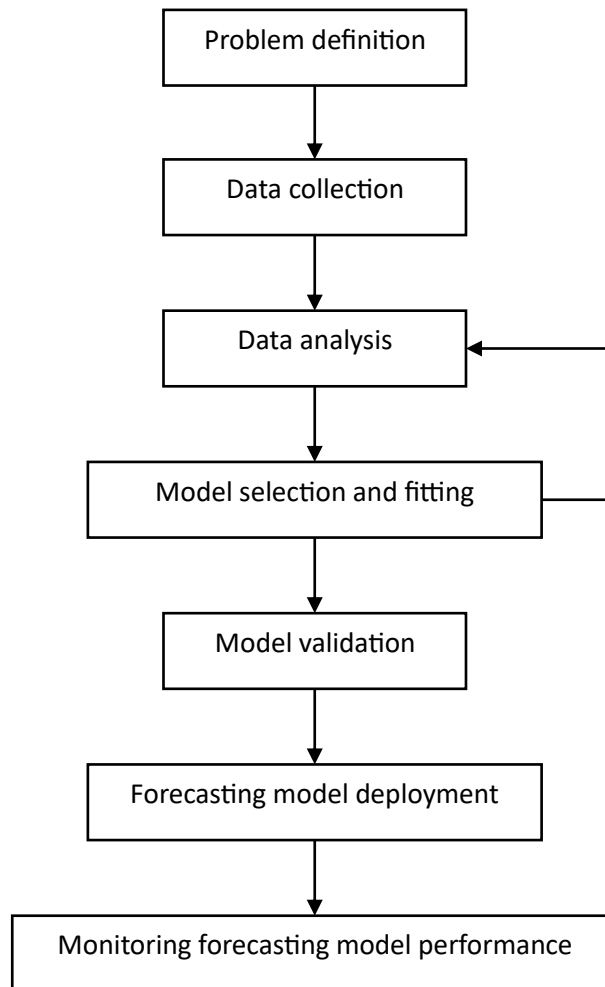 Problem definition
Data collection
Data analysis
Model selection and fitting
Model validation
Forecasting model deployment
Monitoring forecasting model performance